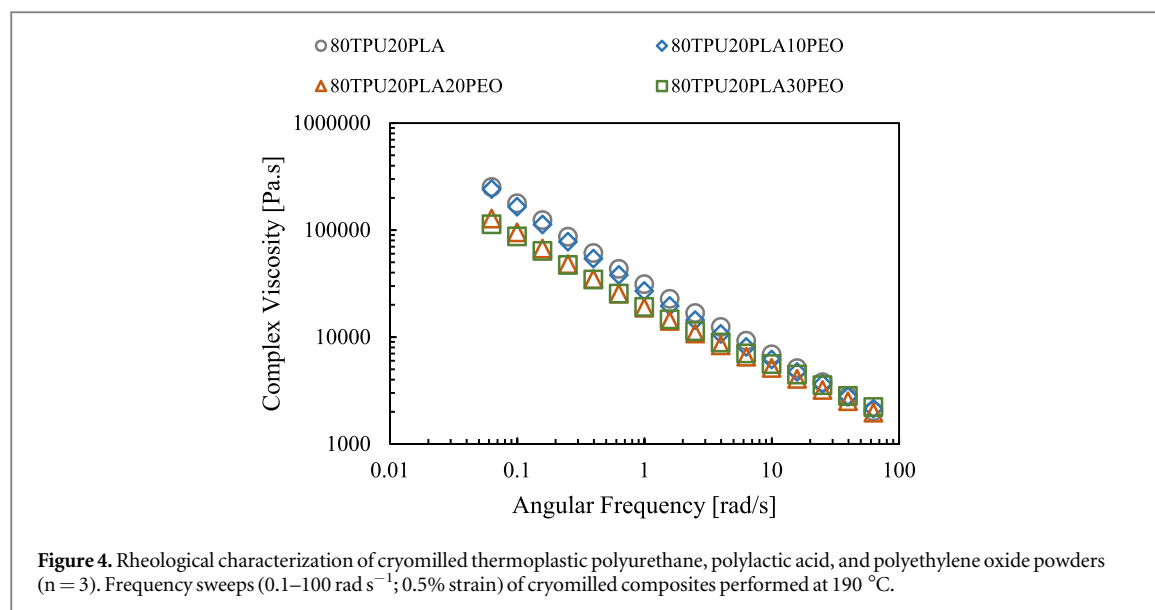 80TPU20PLA
80TPU20PLA10PEO
80TPU20PLA20PEO
80TPU20PLA30PEO
1000000
100000
10000
1000
Complex Viscosity [Pa.s]
0.01 0.1 1 10 100
Angular Frequency [rad/s]
Figure 4. Rheological characterization of cryomilled thermoplastic polyurethane, polylactic acid, and polyethylene oxide powders
(n = 3). Frequency sweeps (0.1–100 rad s⁻¹; 0.5% strain) of cryomilled composites performed at 190 °C.